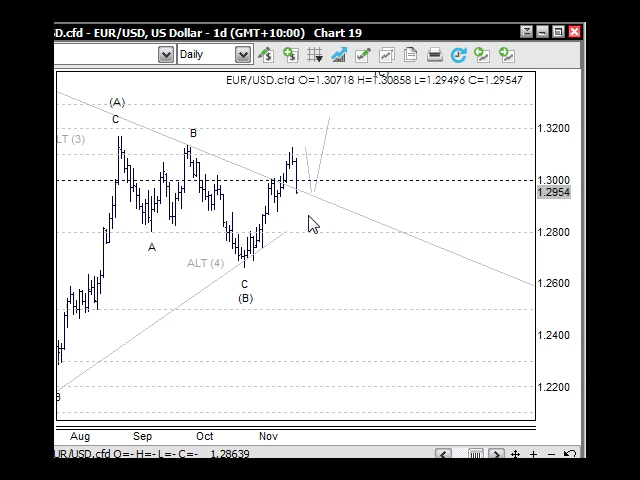 D.cfd - EUR/USD, US Dollar - 1d (GMT+10:00) Chart 19
Daily
EUR/USD.cfd O=1.30718 H=1.30858 L=1.29496 C=1.29547
(A)
C
B
LT (3)
A
ALT (4)
C
(B)
B
1.3200
1.3000
1.2954
1.2800
1.2600
1.2400
1.2200
Aug Sep Oct Nov
UR/USD.cfd O=- H=- L=- C=- 1.28639